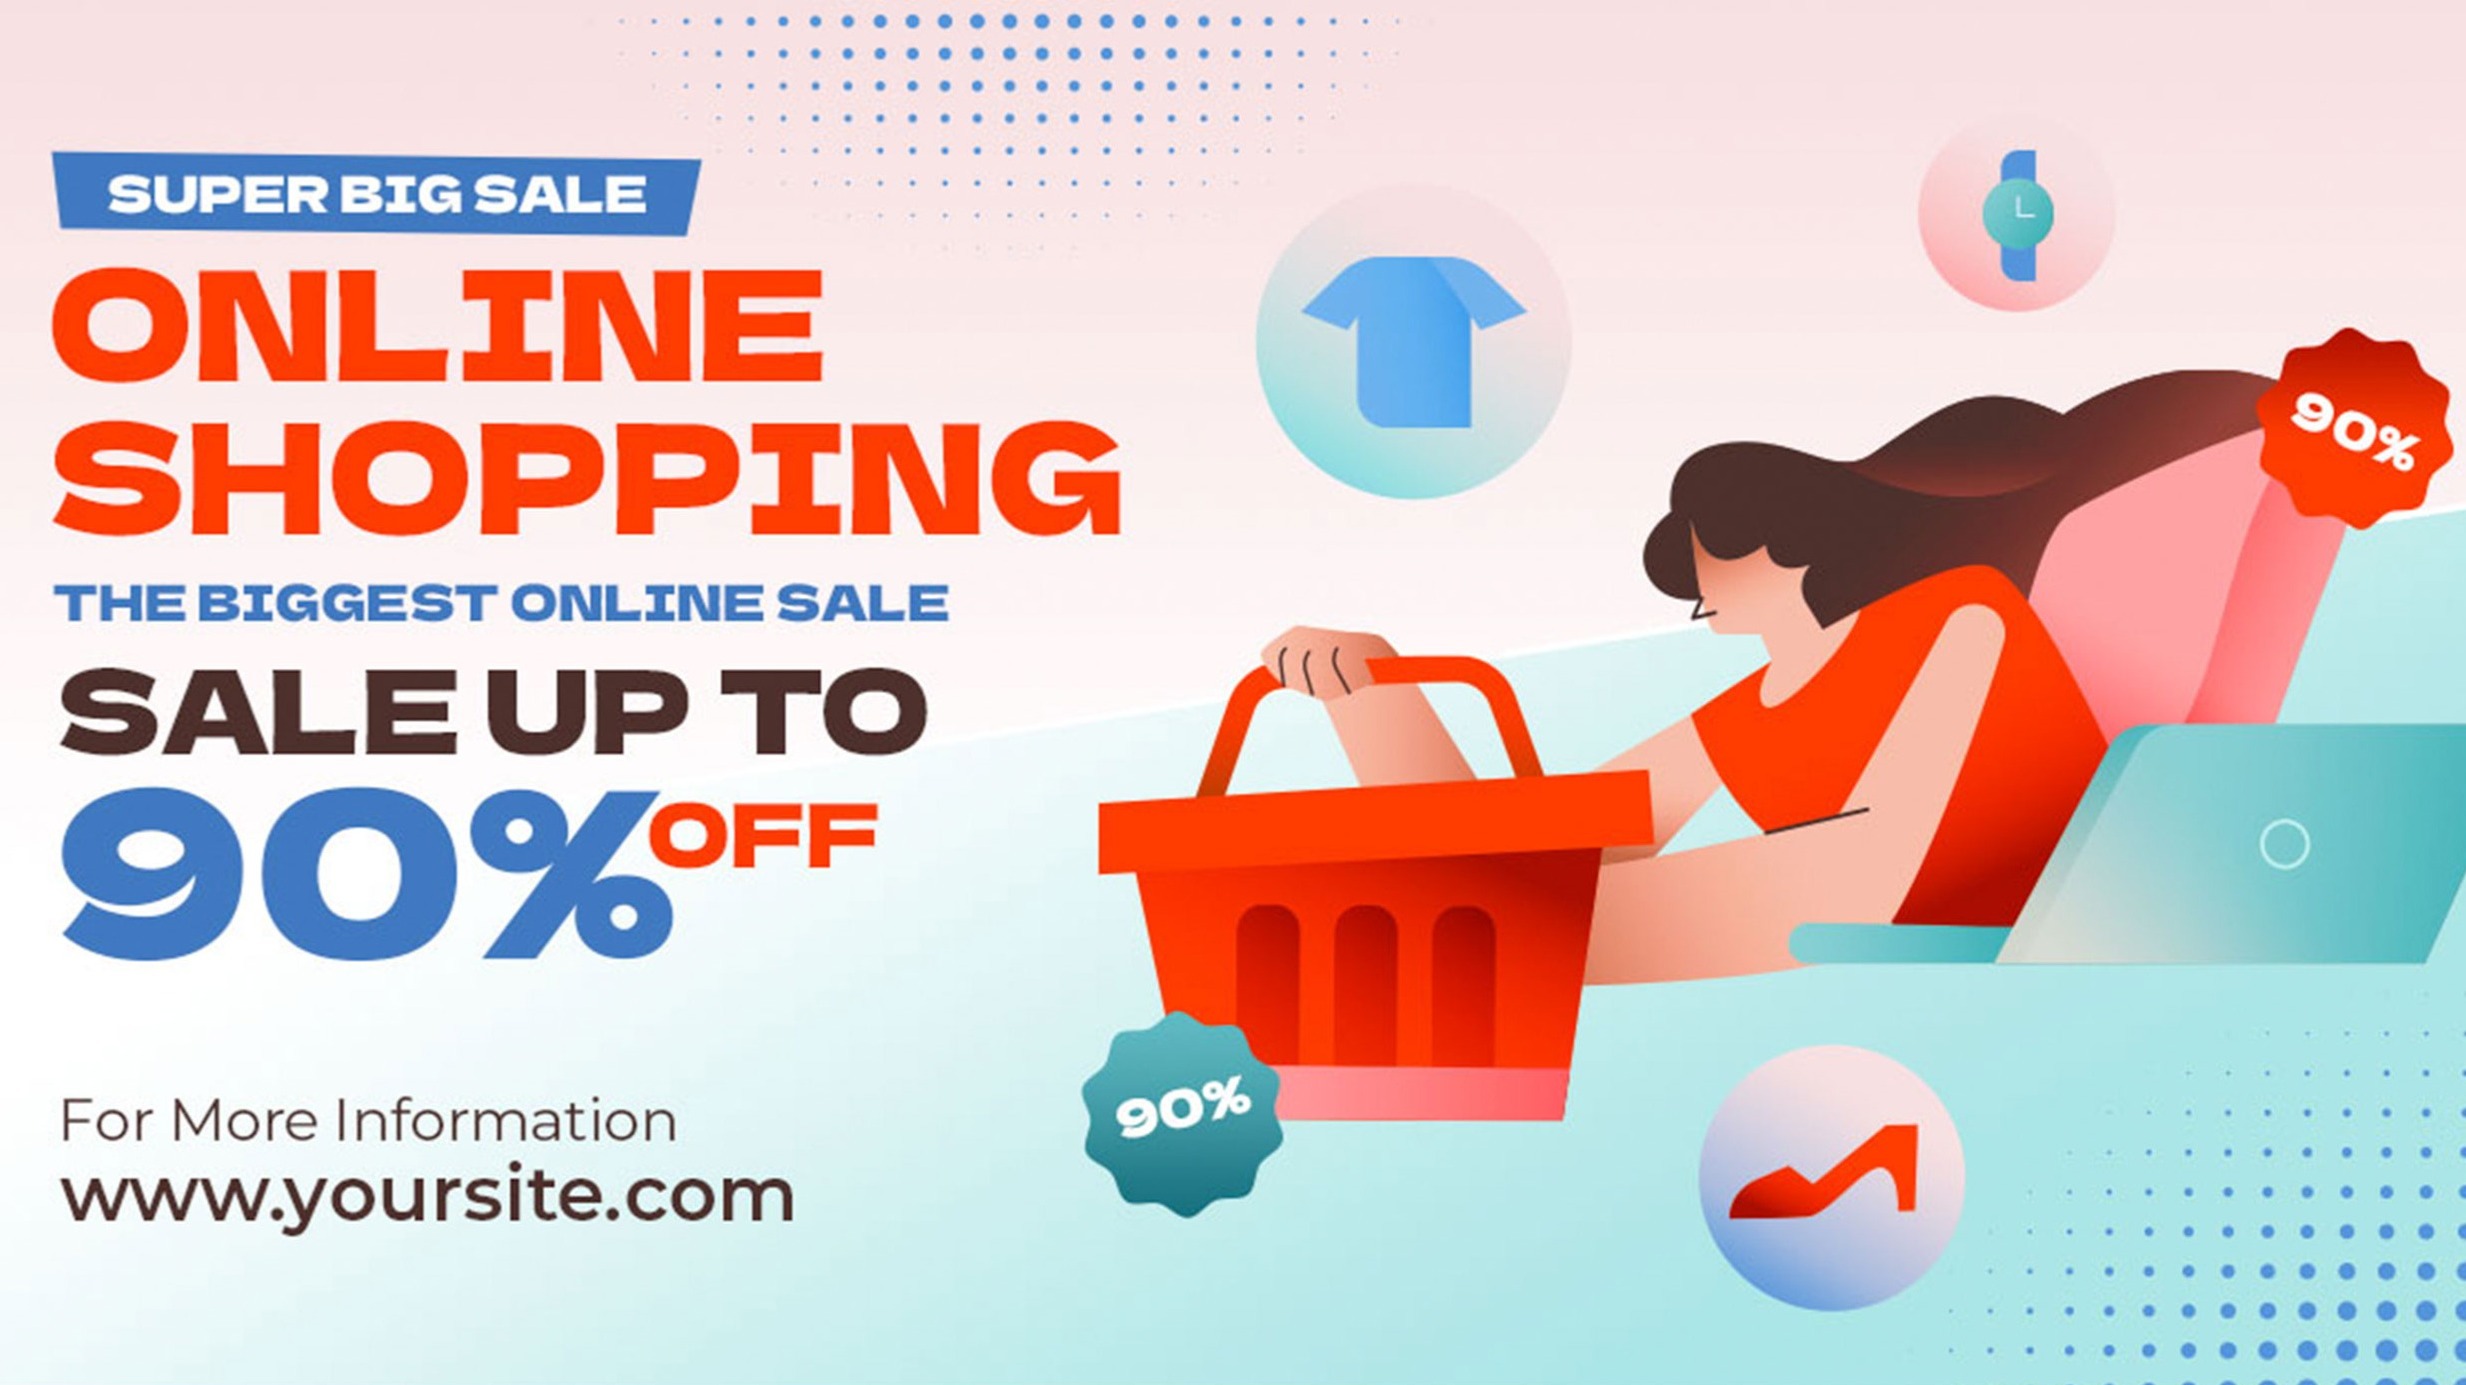 SUPER BIG SALE
ONLINE
SHOPPING
THE BIGGEST ONLINE SALE
SALE UP TO
90% OFF
For More Information
www.yoursite.com
90%
90%